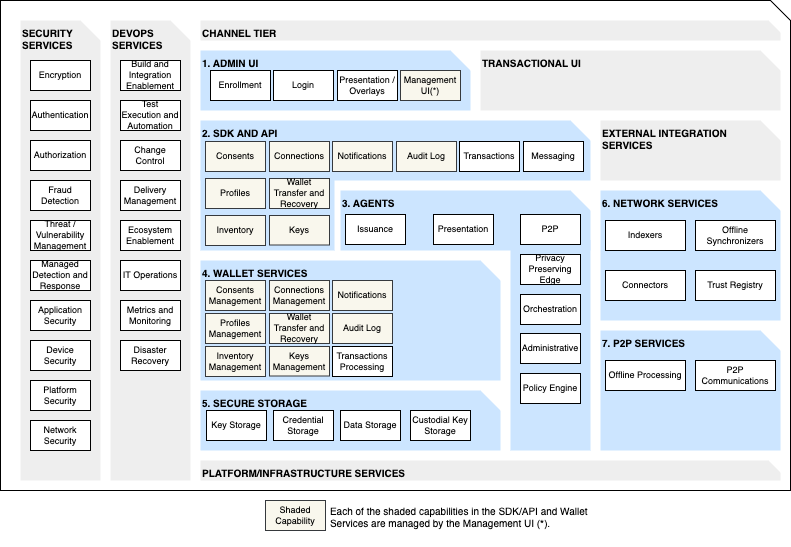 SECURITY
SERVICES
Encryption
Authentication
Authorization
Fraud
Detection
Threat /
Vulnerability
Management
Managed
Detection and
Response
Application
Security
Device
Security
Platform
Security
Network
Security
DEVOPS
SERVICES
Build and
Integration
Enablement
Test
Execution and
Automation
Change
Control
Delivery
Management
Ecosystem
Enablement
IT Operations
Metrics and
Monitoring
Disaster
Recovery
CHANNEL TIER
1. ADMIN UI
Enrollment
Login
Presentation /
Overlays
Management
UI(*)
TRANSACTIONAL UI
2. SDK AND API
Consents
Connections
Notifications
Audit Log
Transactions
Messaging
Profiles
Wallet
Transfer and
Recovery
Inventory
Keys
EXTERNAL INTEGRATION
SERVICES
3. AGENTS
Issuance
Presentation
P2P
Privacy
Preserving
Edge
Orchestration
Administrative
Policy Engine
4. WALLET SERVICES
Consents
Management
Connections
Management
Notifications
Profiles
Management
Wallet
Transfer and
Recovery
Audit Log
Inventory
Management
Keys
Management
Transactions
Processing
5. SECURE STORAGE
Key Storage
Credential
Storage
Data Storage
Custodial Key
Storage
6. NETWORK SERVICES
Indexers
Offline
Synchronizers
Connectors
Trust Registry
7. P2P SERVICES
Offline Processing
P2P
Communications
PLATFORM/INFRASTRUCTURE SERVICES
Shaded
Capability
Each of the shaded capabilities in the SDK/API and Wallet
Services are managed by the Management UI (*).